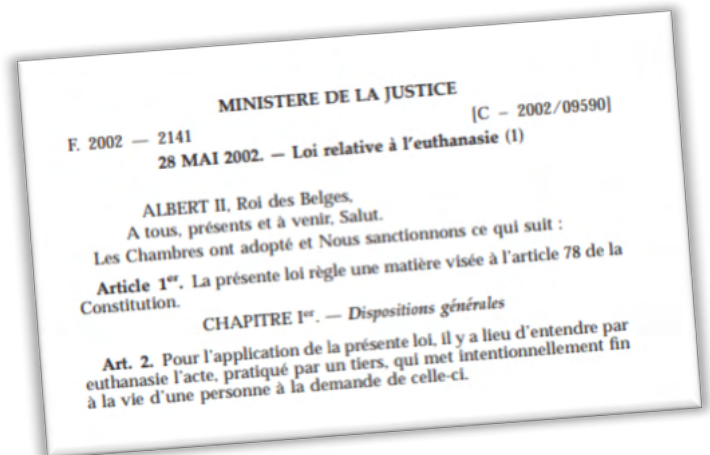 MINISTERE DE LA JUSTICE
F. 2002 — 2141 [C – 2002/09590]
28 MAI 2002. — Loi relative à l'euthanasie (1)
ALBERT II, Roi des Belges,
A tous, présents et à venir, Salut.
Les Chambres ont adopté et Nous sanctionnons ce qui suit :
Article 1er. La présente loi règle une matière visée à l'article 78 de la
Constitution.
CHAPITRE Ier. — Dispositions générales
Art. 2. Pour l'application de la présente loi, il y a lieu d'entendre par
euthanasie l'acte, pratiqué par un tiers, qui met intentionnellement fin
à la vie d'une personne à la demande de celle-ci.